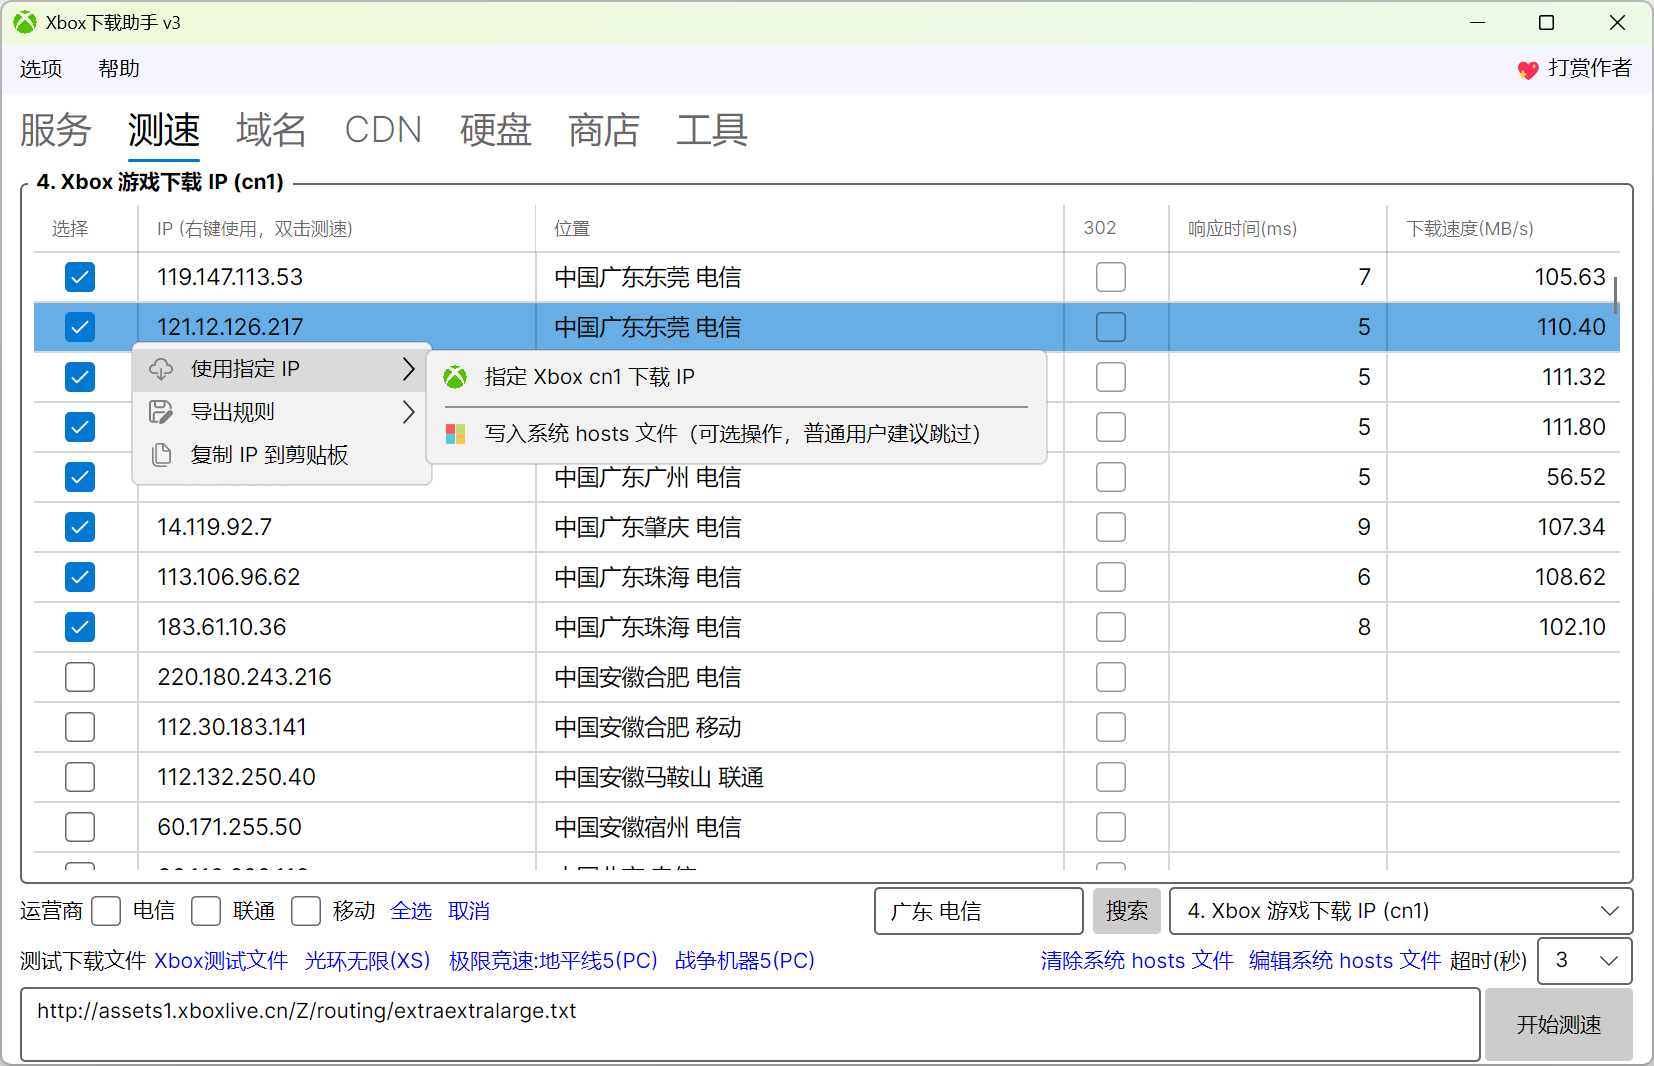 Xbox下载助手 v3
选项 帮助 打赏作者
服务 测速 域名 CDN 硬盘 商店 工具
4. Xbox 游戏下载 IP (cn1)
选择 IP (右键使用，双击测速) 位置 302 响应时间(ms) 下载速度(MB/s)
119.147.113.53 中国广东东莞 电信 7 105.63
121.12.126.217 中国广东东莞 电信 5 110.40
使用指定 IP
导出规则
复制 IP 到剪贴板
指定 Xbox cn1 下载 IP
写入系统 hosts 文件（可选操作，普通用户建议跳过）
5 111.32
5 111.80
中国广东广州 电信 5 56.52
14.119.92.7 中国广东肇庆 电信 9 107.34
113.106.96.62 中国广东珠海 电信 6 108.62
183.61.10.36 中国广东珠海 电信 8 102.10
220.180.243.216 中国安徽合肥 电信
112.30.183.141 中国安徽合肥 移动
112.132.250.40 中国安徽马鞍山 联通
60.171.255.50 中国安徽宿州 电信
运营商 电信 联通 移动 全选 取消 广东 电信 搜索 4. Xbox 游戏下载 IP (cn1)
测试下载文件 Xbox测试文件 光环无限(XS) 极限竞速:地平线5(PC) 战争机器5(PC) 清除系统 hosts 文件 编辑系统 hosts 文件 超时(秒) 3
http://assets1.xboxlive.cn/Z/routing/extraextralarge.txt 开始测速